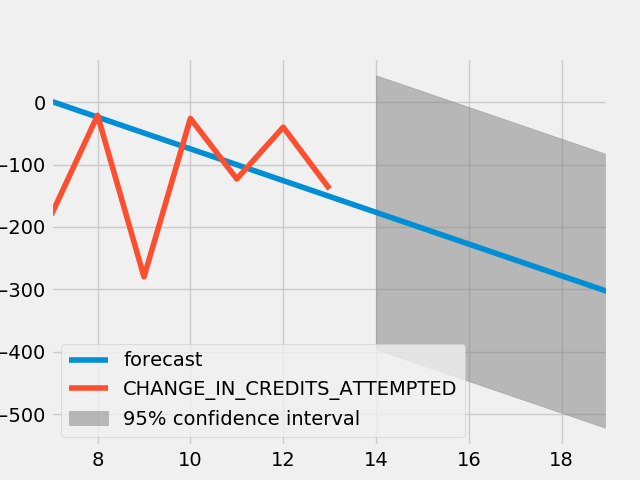 0
−100
−200
−300
−400
−500
forecast
CHANGE_IN_CREDITS_ATTEMPTED
95% confidence interval
8 10 12 14 16 18